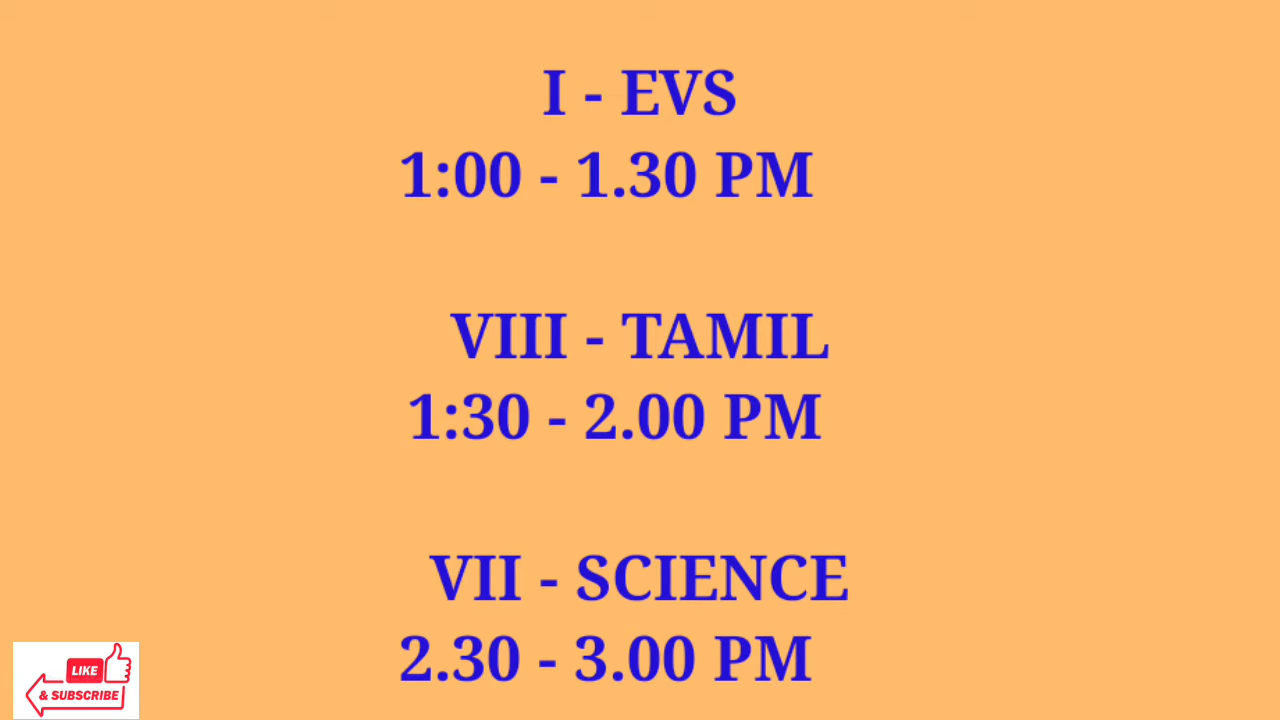 I - EVS
1:00 - 1.30 PM
VIII - TAMIL
1:30 - 2.00 PM
VII - SCIENCE
2.30 - 3.00 PM
LIKE
& SUBSCRIBE